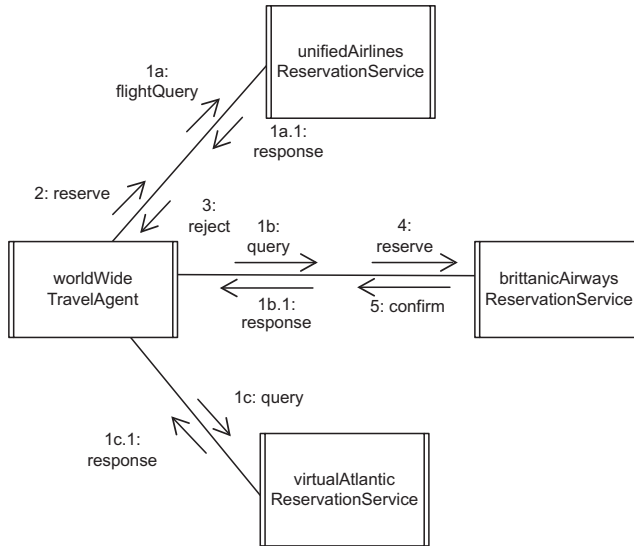 unifiedAirlines
ReservationService
1a:
flightQuery
1a.1:
response
2: reserve
3:
reject
1b:
query
4:
reserve
worldWide
TravelAgent
brittanicAirways
ReservationService
1b.1:
response
5: confirm
1c: query
1c.1:
response
virtualAtlantic
ReservationService